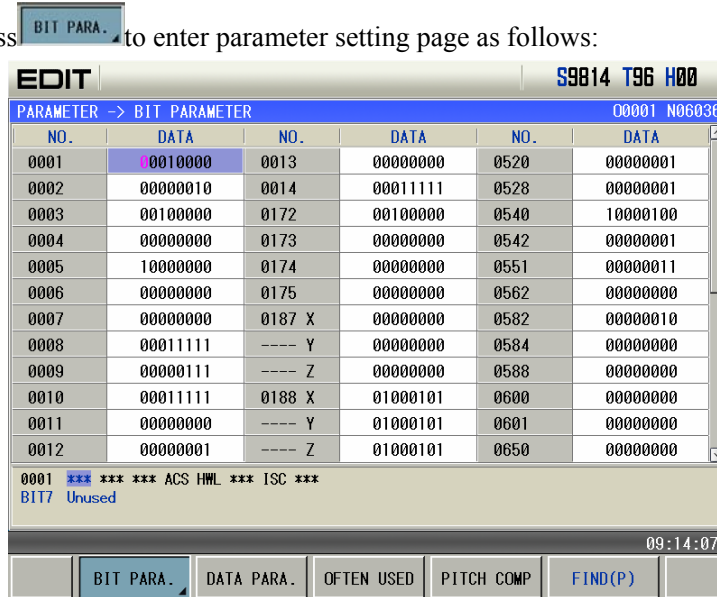 ss BIT PARA. to enter parameter setting page as follows:
EDIT S9814 T96 H00
PARAMETER -> BIT PARAMETER O0001 N06036
NO. DATA NO. DATA NO. DATA
0001 00010000 0013 00000000 0520 00000001
0002 00000010 0014 00011111 0528 00000001
0003 00100000 0172 00100000 0540 10000100
0004 00000000 0173 00000000 0542 00000001
0005 10000000 0174 00000000 0551 00000011
0006 00000000 0175 00000000 0562 00000000
0007 00000000 0187 X 00000000 0582 00000010
0008 00011111 ---- Y 00000000 0584 00000000
0009 00000111 ---- Z 00000000 0588 00000000
0010 00011111 0188 X 01000101 0600 00000000
0011 00000000 ---- Y 01000101 0601 00000000
0012 00000001 ---- Z 01000101 0650 00000000
0001 *** *** *** ACS HWL *** ISC ***
BIT7 Unused
09:14:07
BIT PARA. DATA PARA. OFTEN USED PITCH COMP FIND(P)